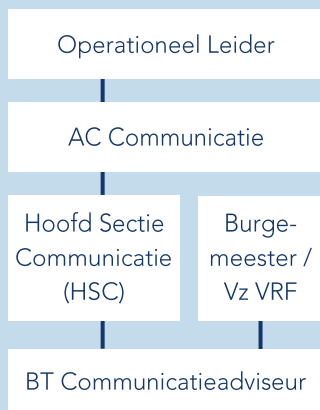 Operationeel Leider
AC Communicatie
Hoofd Sectie
Communicatie
(HSC)
Burge-
meester /
Vz VRF
BT Communicatieadviseur